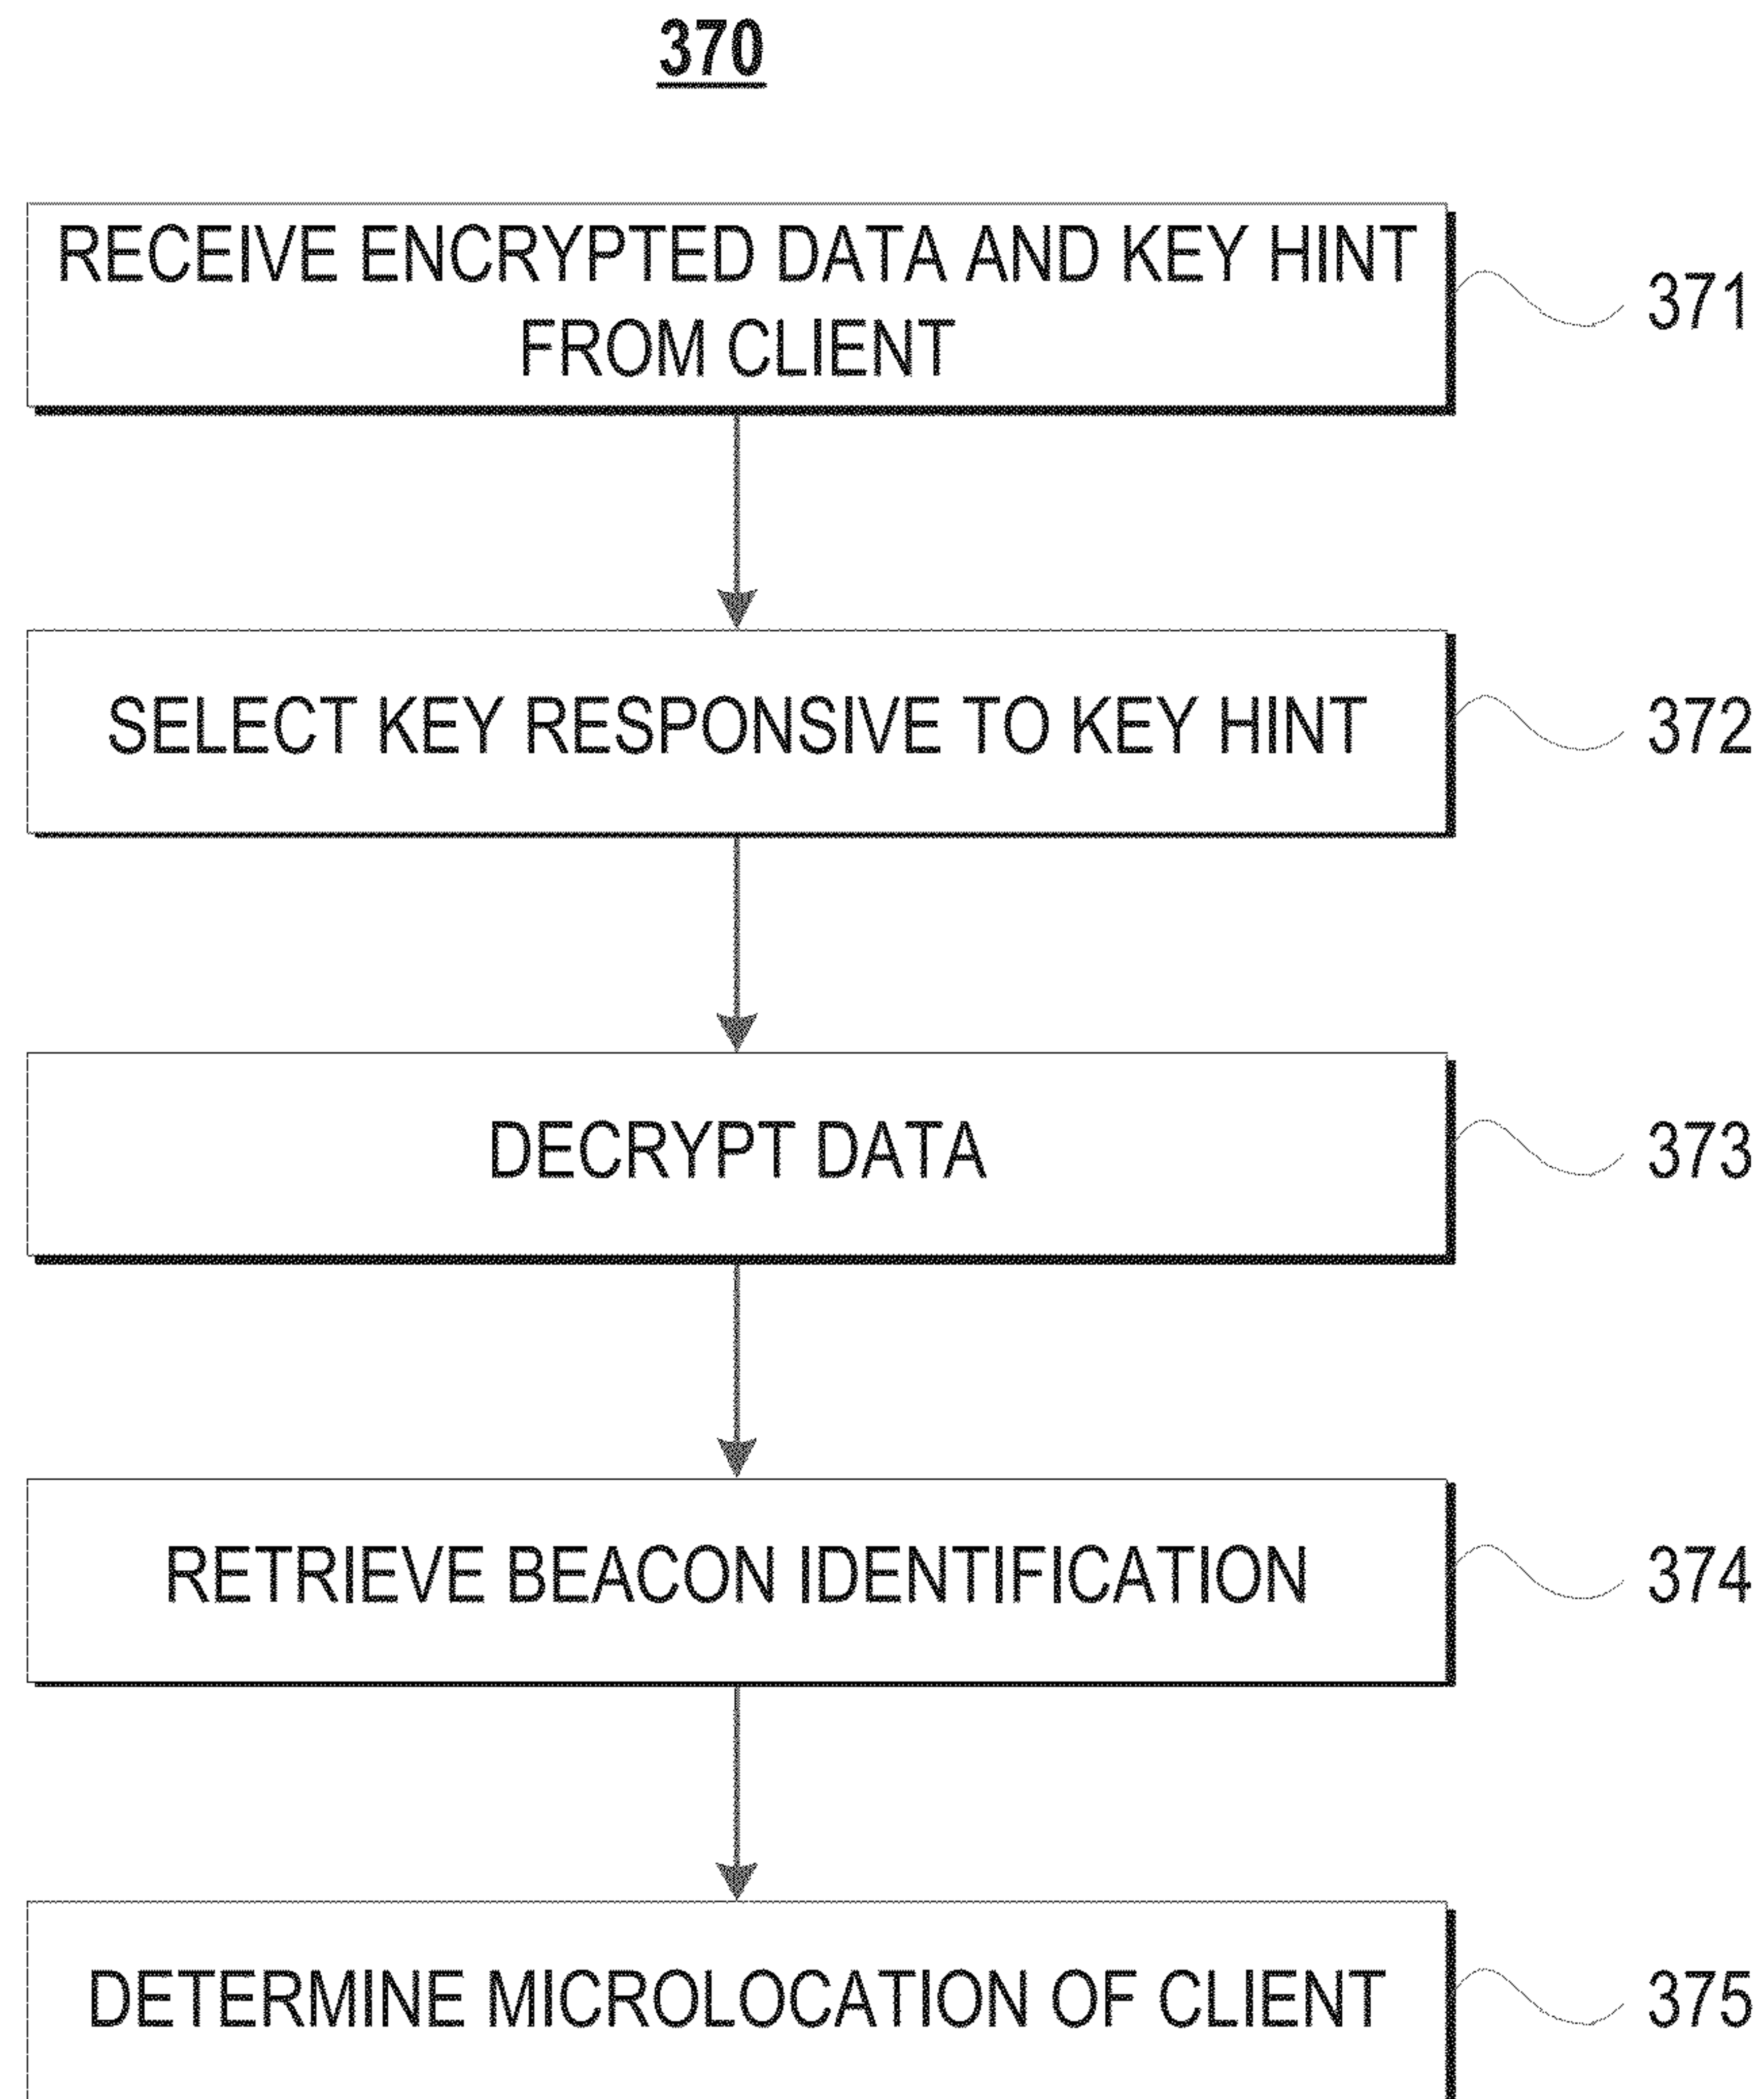 370
RECEIVE ENCRYPTED DATA AND KEY HINT
FROM CLIENT
371
SELECT KEY RESPONSIVE TO KEY HINT
372
DECRYPT DATA
373
RETRIEVE BEACON IDENTIFICATION
374
DETERMINE MICROLOCATION OF CLIENT
375